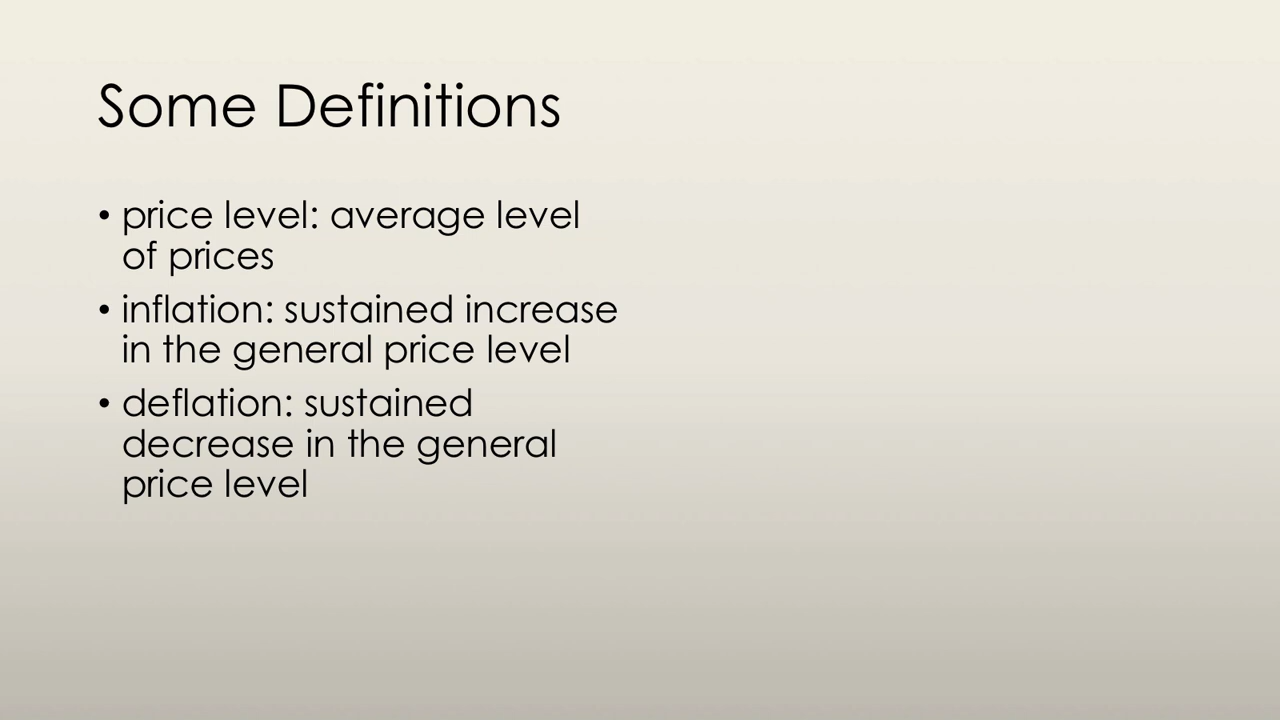 Some Definitions
• price level: average level
of prices
• inflation: sustained increase
in the general price level
• deflation: sustained
decrease in the general
price level